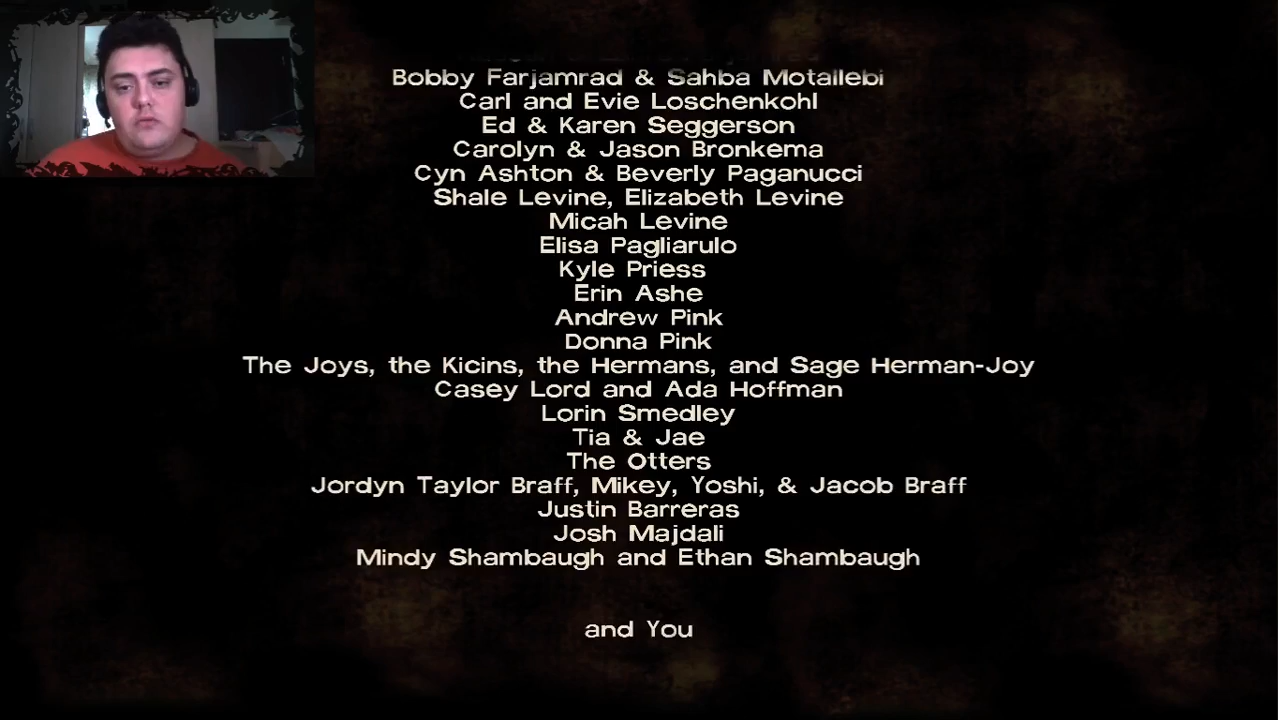 Bobby Farjamrad & Sahba Motallebi
Carl and Evie Loschenkohl
Ed & Karen Seggerson
Carolyn & Jason Bronkema
Cyn Ashton & Beverly Paganucci
Shale Levine, Elizabeth Levine
Micah Levine
Elisa Pagliarulo
Kyle Priess
Erin Ashe
Andrew Pink
Donna Pink
The Joys, the Kicins, the Hermans, and Sage Herman-Joy
Casey Lord and Ada Hoffman
Lorin Smedley
Tia & Jae
The Otters
Jordyn Taylor Braff, Mikey, Yoshi, & Jacob Braff
Justin Barreras
Josh Majdali
Mindy Shambaugh and Ethan Shambaugh
and You